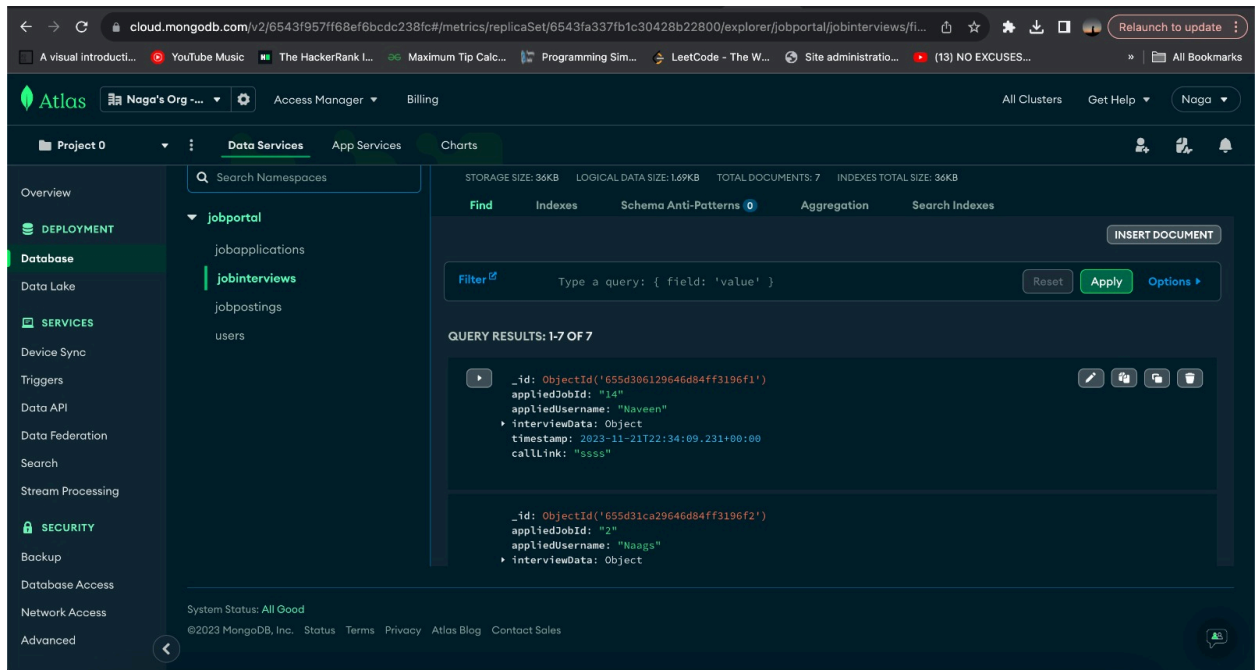 cloud.mongodb.com/v2/6543f957ff68ef6bcdc238fc#/metrics/replicaSet/6543fa337fb1c30428b22800/explorer/jobportal/jobinterviews/fi... Relaunch to update
A visual introducti... YouTube Music The HackerRank I... Maximum Tip Calc... Programming Sim... LeetCode - The W... Site administratio... (13) NO EXCUSES... » All Bookmarks
Atlas Naga's Org -... Access Manager Billing All Clusters Get Help Naga
Project 0 Data Services App Services Charts
Overview
DEPLOYMENT
Database
Data Lake
SERVICES
Device Sync
Triggers
Data API
Data Federation
Search
Stream Processing
SECURITY
Backup
Database Access
Network Access
Advanced
Search Namespaces
jobportal
jobapplications
jobinterviews
jobpostings
users
STORAGE SIZE: 36KB LOGICAL DATA SIZE: 1.69KB TOTAL DOCUMENTS: 7 INDEXES TOTAL SIZE: 36KB
Find Indexes Schema Anti-Patterns 0 Aggregation Search Indexes
INSERT DOCUMENT
Filter Type a query: { field: 'value' } Reset Apply Options
QUERY RESULTS: 1-7 OF 7
_id: ObjectId('655d306129646d84ff3196f1')
appliedJobId: "14"
appliedUsername: "Naveen"
interviewData: Object
timestamp: 2023-11-21T22:34:09.231+00:00
callLink: "ssss"
_id: ObjectId('655d31ca29646d84ff3196f2')
appliedJobId: "2"
appliedUsername: "Naags"
interviewData: Object
System Status: All Good
©2023 MongoDB, Inc. Status Terms Privacy Atlas Blog Contact Sales